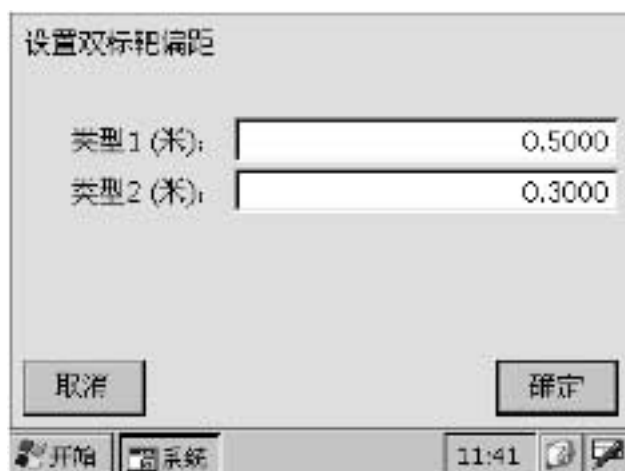 设置双标靶偏距
类型1 (米): 0.5000
类型2 (米): 0.3000
取消 确定
开始 系统 11:41